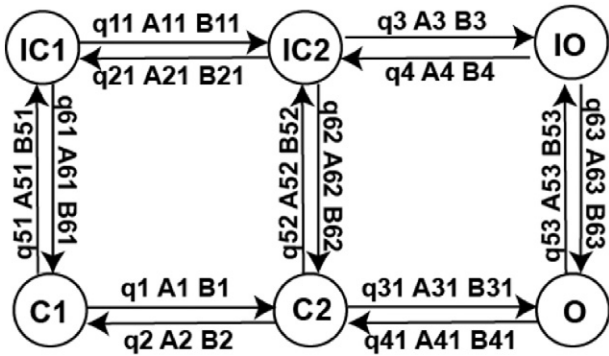 IC1
q11 A11 B11
IC2
q3 A3 B3
IO
q21 A21 B21
q4 A4 B4
q51 A51 B51
q61 A61 B61
q52 A52 B52
q62 A62 B62
q53 A53 B53
q63 A63 B63
C1
q1 A1 B1
C2
q31 A31 B31
O
q2 A2 B2
q41 A41 B41